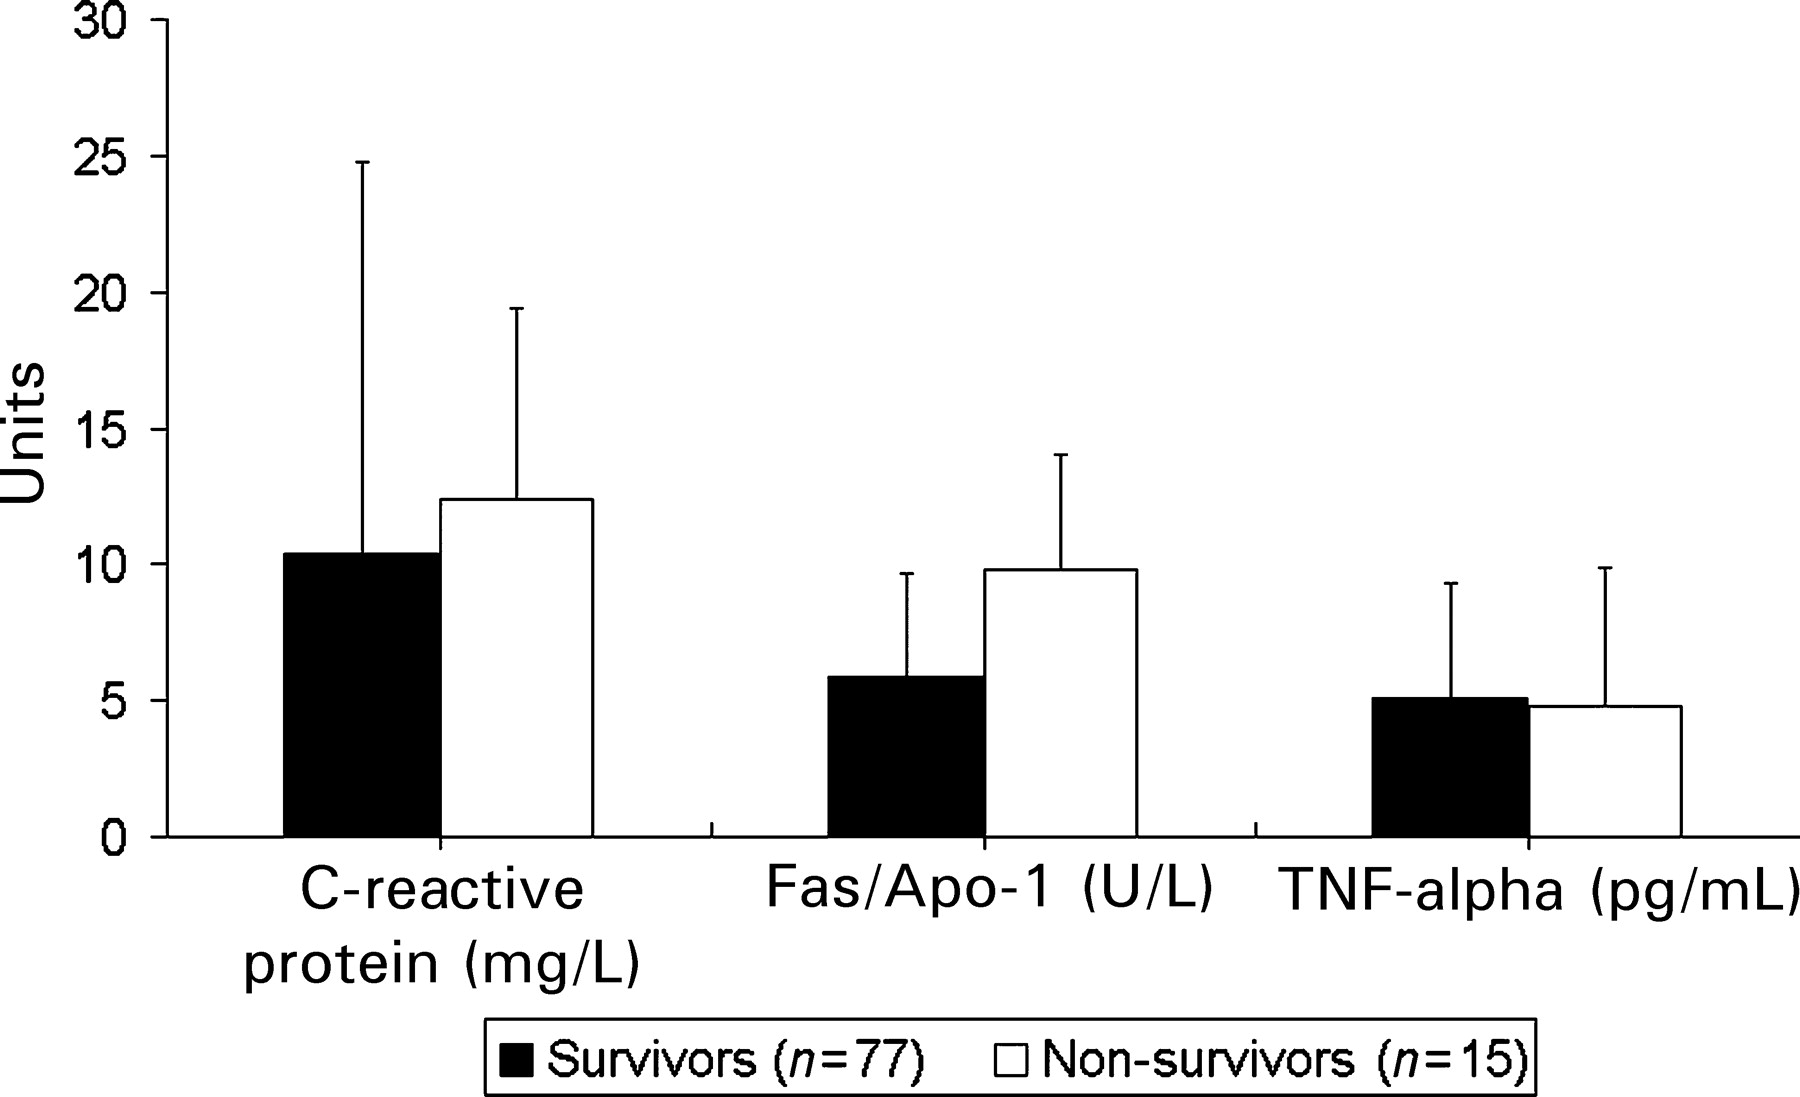 30
25
20
15
10
5
0
Units
C-reactive
protein (mg/L)
Fas/Apo-1 (U/L)
TNF-alpha (pg/mL)
Survivors (n=77)
Non-survivors (n=15)